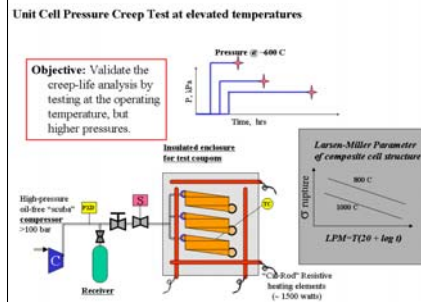 Unit Cell Pressure Creep Test at elevated temperatures
Objective: Validate the
creep-life analysis by
testing at the operating
temperature, but
higher pressures.
Pressure @ ~600 C
P, kPa
Time, hrs
Insulated enclosure
for test coupons
Larsen-Miller Parameter
of composite cell structure
800 C
1000 C
σ rupture
LPM=T(20 + log t)
High-pressure
oil-free "scuba"
compressor
>100 bar
S
C
Receiver
"Cal-Rod" Resistive
heating elements
(~ 1500 watts)